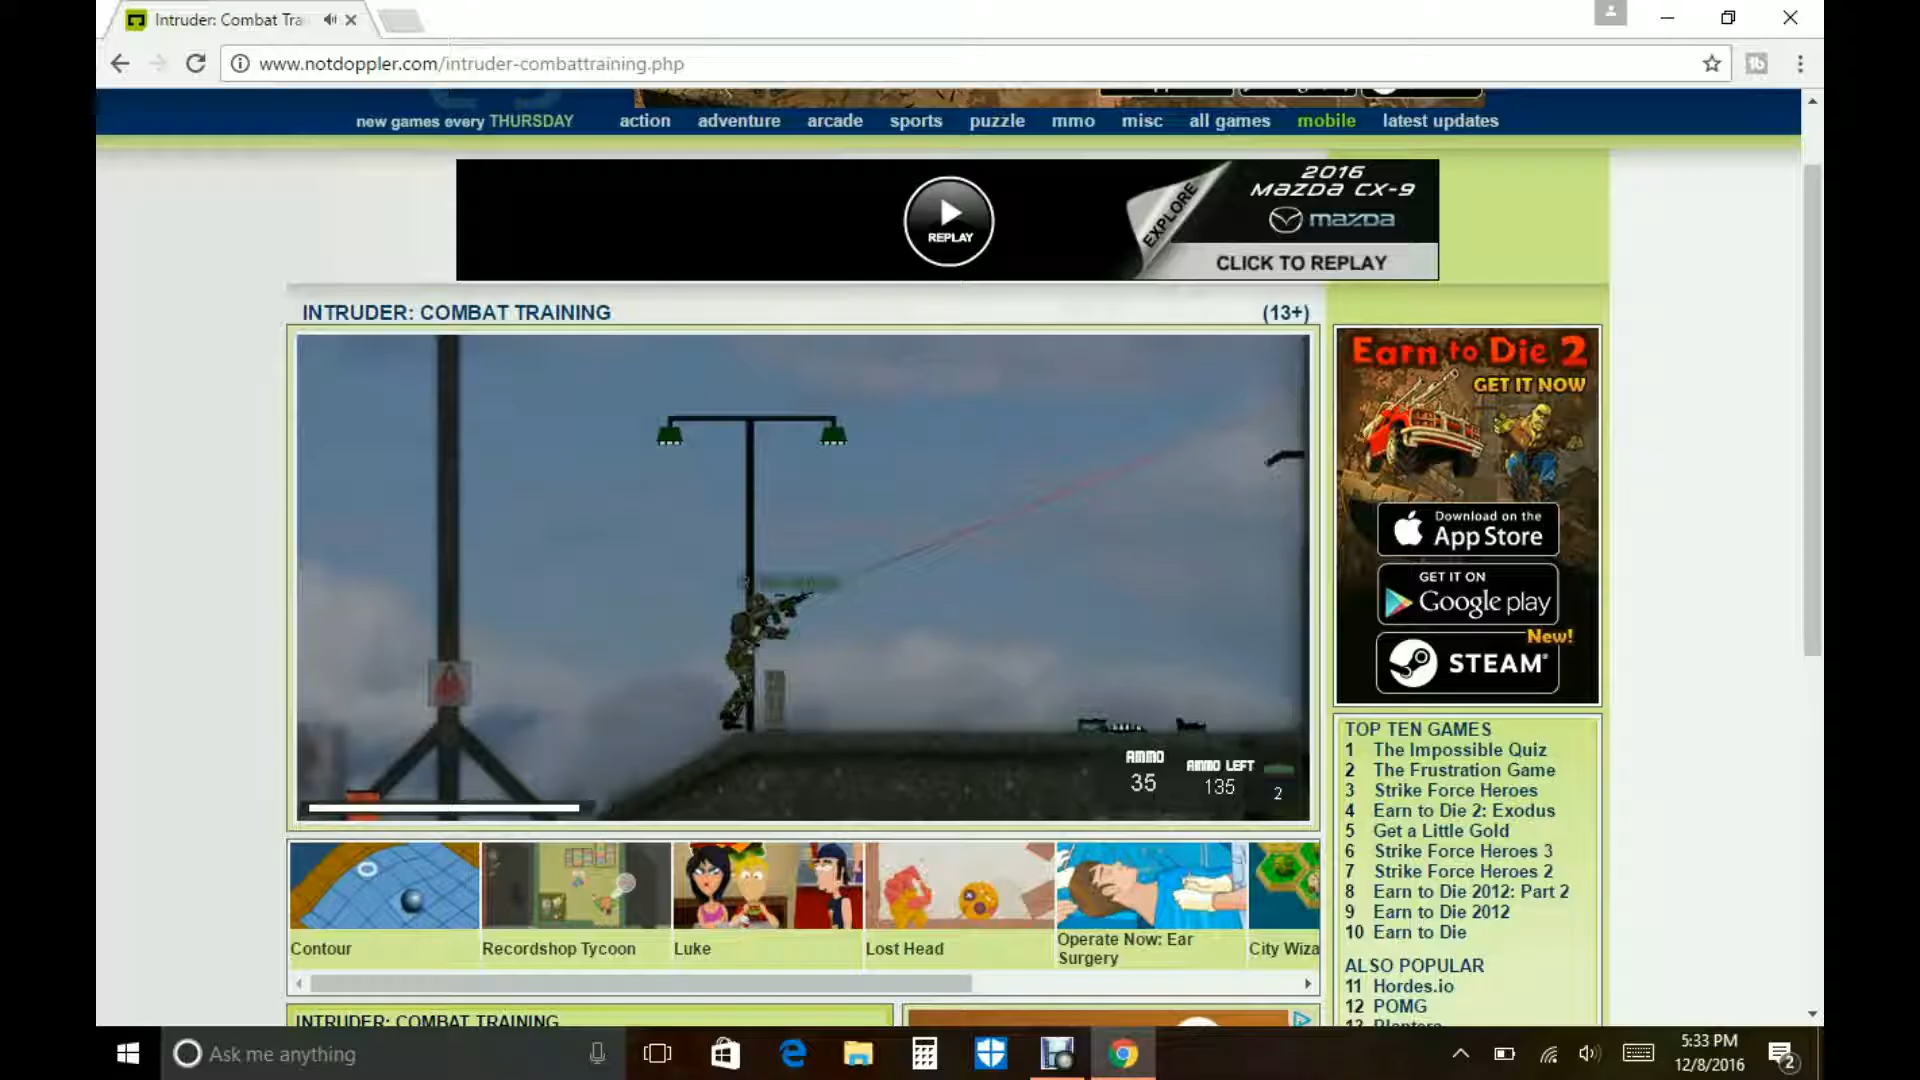 Intruder: Combat Tra
www.notdoppler.com/intruder-combattraining.php
new games every THURSDAY
action adventure arcade sports puzzle mmo misc all games mobile latest updates
REPLAY
EXPLORE
2016
mazda CX-9
mazda
CLICK TO REPLAY
INTRUDER: COMBAT TRAINING (13+)
AMMO
35
AMMO LEFT
135
2
Earn to Die 2
GET IT NOW
Download on the
App Store
GET IT ON
Google play
New!
STEAM
TOP TEN GAMES
1 The Impossible Quiz
2 The Frustration Game
3 Strike Force Heroes
4 Earn to Die 2: Exodus
5 Get a Little Gold
6 Strike Force Heroes 3
7 Strike Force Heroes 2
8 Earn to Die 2012: Part 2
9 Earn to Die 2012
10 Earn to Die
ALSO POPULAR
11 Hordes.io
12 POMG
Contour
Recordshop Tycoon
Luke
Lost Head
Operate Now: Ear
Surgery
City Wiza
INTRUDER: COMBAT TRAINING
Ask me anything
5:33 PM
12/8/2016
2